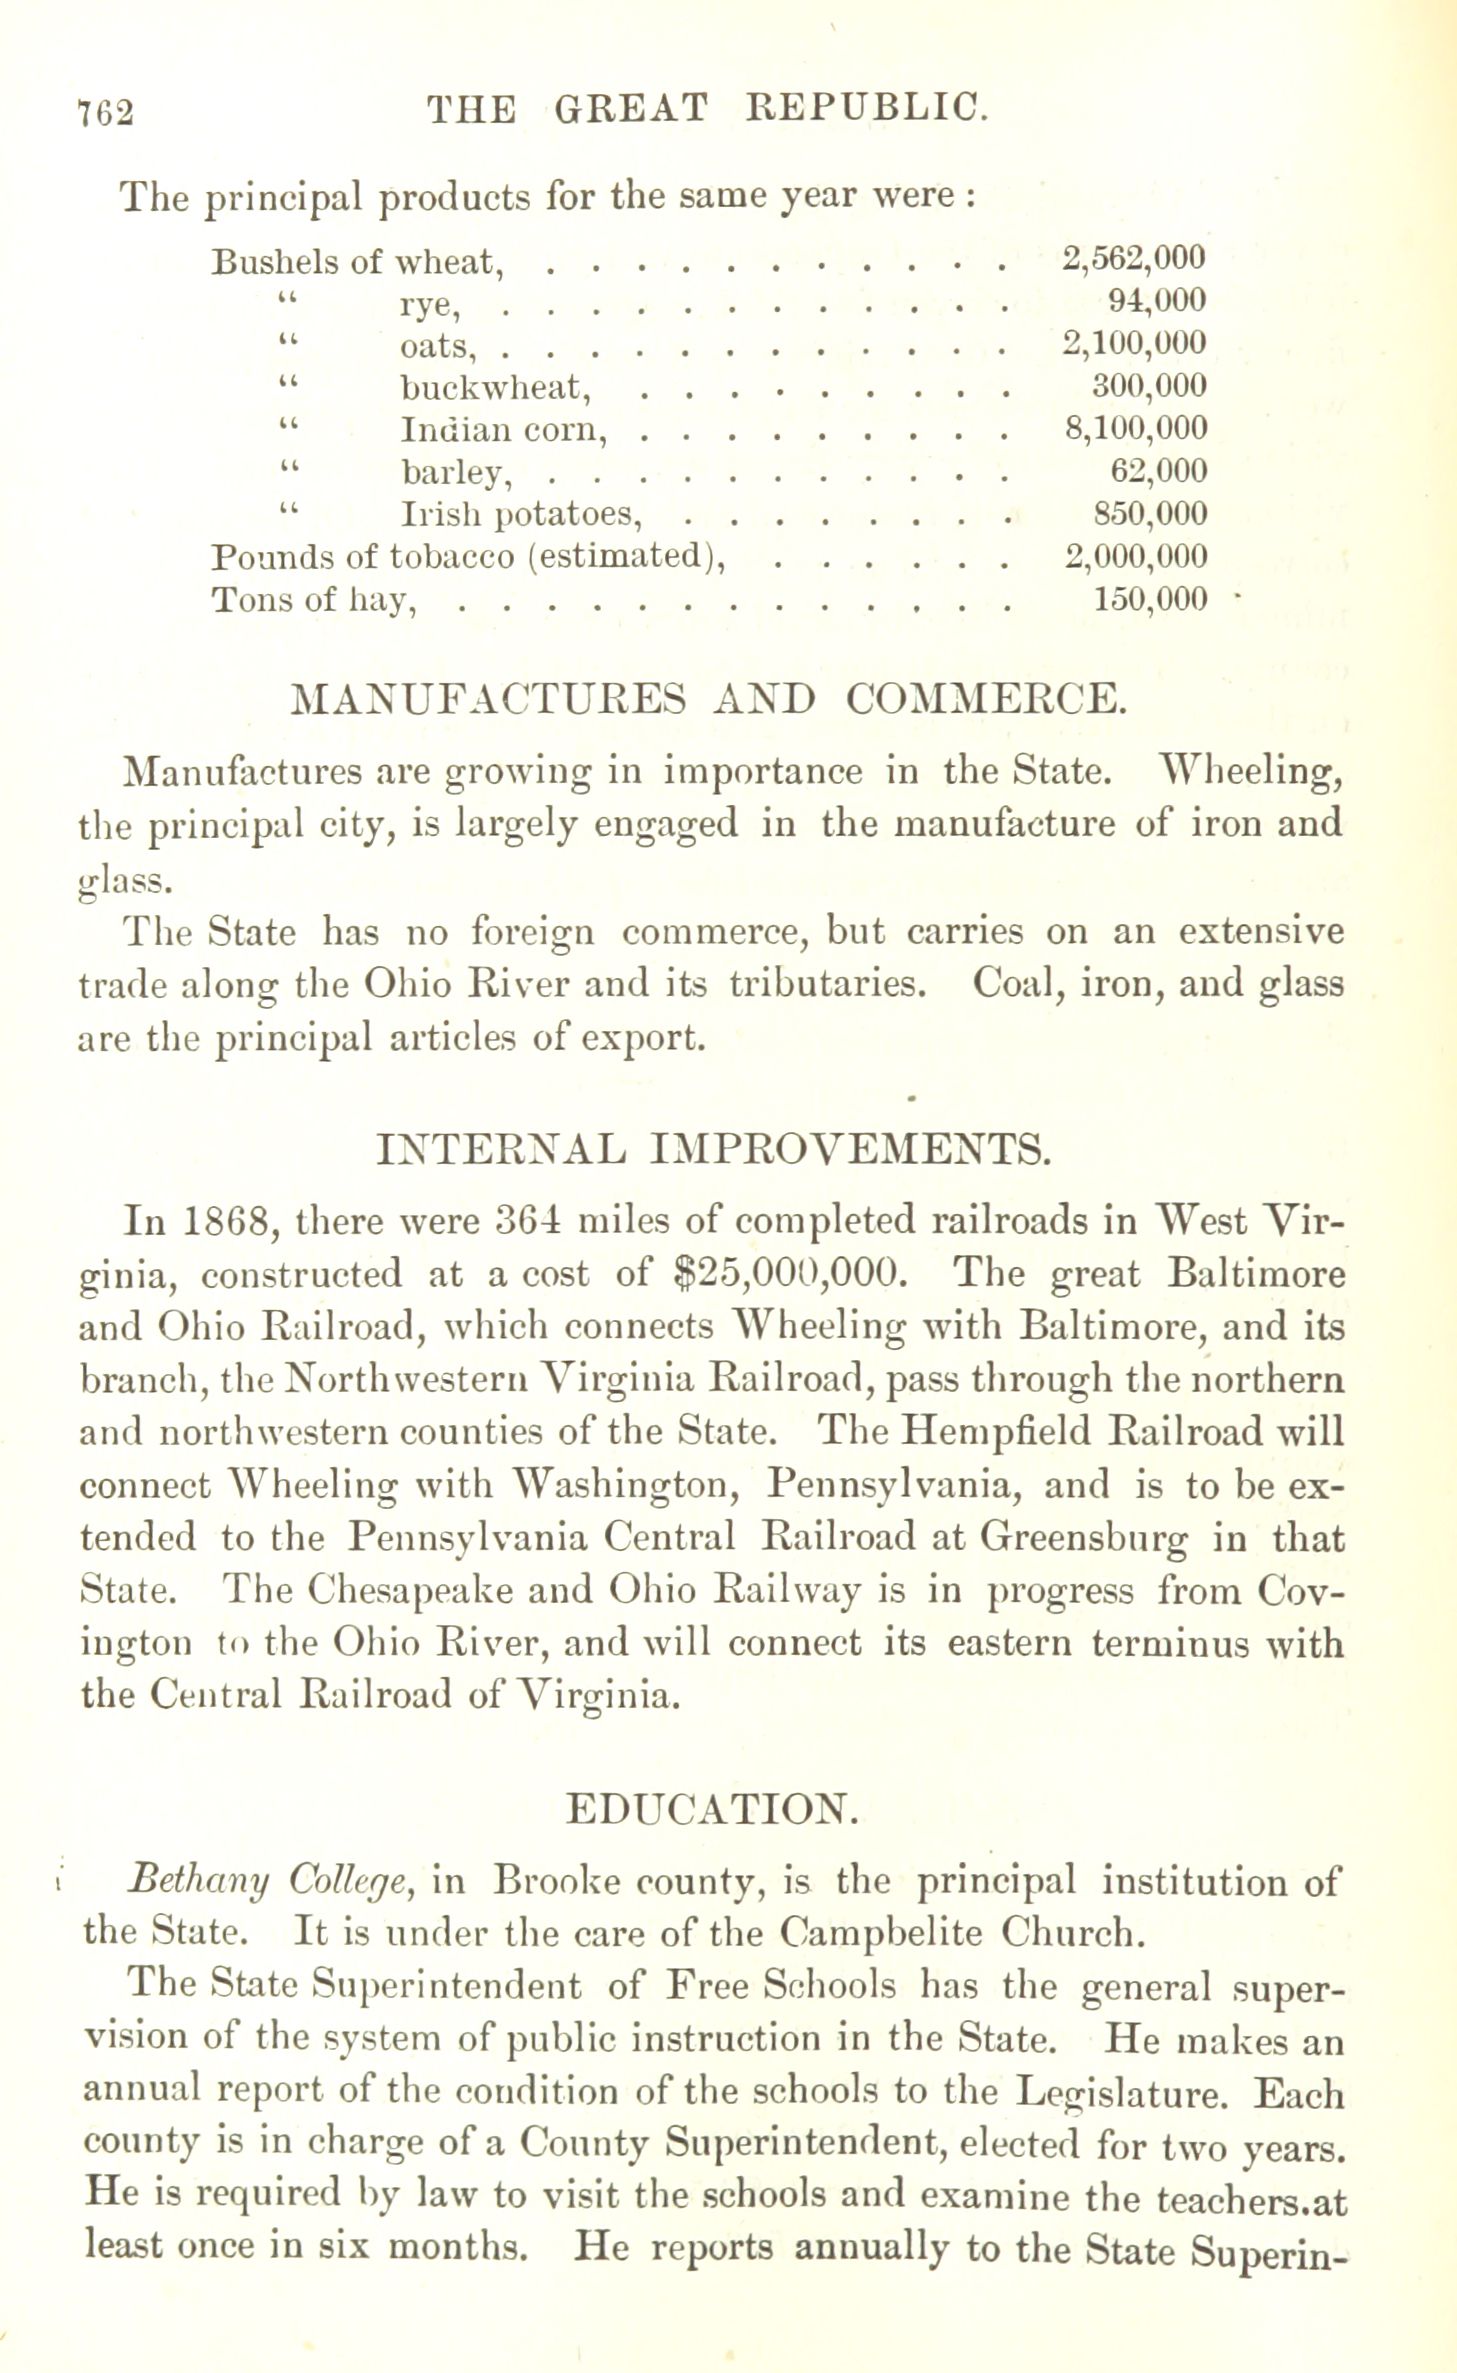 762 THE GREAT REPUBLIC.
The principal products for the same year were :
Bushels of wheat, . . . . . . . . . . . 2,562,000
“ rye, . . . . . . . . . . . . 94,000
“ oats, . . . . . . . . . . . . 2,100,000
“ buckwheat, . . . . . . . . . 300,000
“ Indian corn, . . . . . . . . . 8,100,000
“ barley, . . . . . . . . . . . 62,000
“ Irish potatoes, . . . . . . . . 850,000
Pounds of tobacco (estimated), . . . . . . 2,000,000
Tons of hay, . . . . . . . . . . . . . 150,000
MANUFACTURES AND COMMERCE.
Manufactures are growing in importance in the State. Wheeling,
the principal city, is largely engaged in the manufacture of iron and
glass.
The State has no foreign commerce, but carries on an extensive
trade along the Ohio River and its tributaries. Coal, iron, and glass
are the principal articles of export.
INTERNAL IMPROVEMENTS.
In 1868, there were 364 miles of completed railroads in West Vir-
ginia, constructed at a cost of $25,000,000. The great Baltimore
and Ohio Railroad, which connects Wheeling with Baltimore, and its
branch, the Northwestern Virginia Railroad, pass through the northern
and northwestern counties of the State. The Hempfield Railroad will
connect Wheeling with Washington, Pennsylvania, and is to be ex-
tended to the Pennsylvania Central Railroad at Greensburg in that
State. The Chesapeake and Ohio Railway is in progress from Cov-
ington to the Ohio River, and will connect its eastern terminus with
the Central Railroad of Virginia.
EDUCATION.
Bethany College, in Brooke county, is the principal institution of
the State. It is under the care of the Campbelite Church.
The State Superintendent of Free Schools has the general super-
vision of the system of public instruction in the State. He makes an
annual report of the condition of the schools to the Legislature. Each
county is in charge of a County Superintendent, elected for two years.
He is required by law to visit the schools and examine the teachers.at
least once in six months. He reports annually to the State Superin-